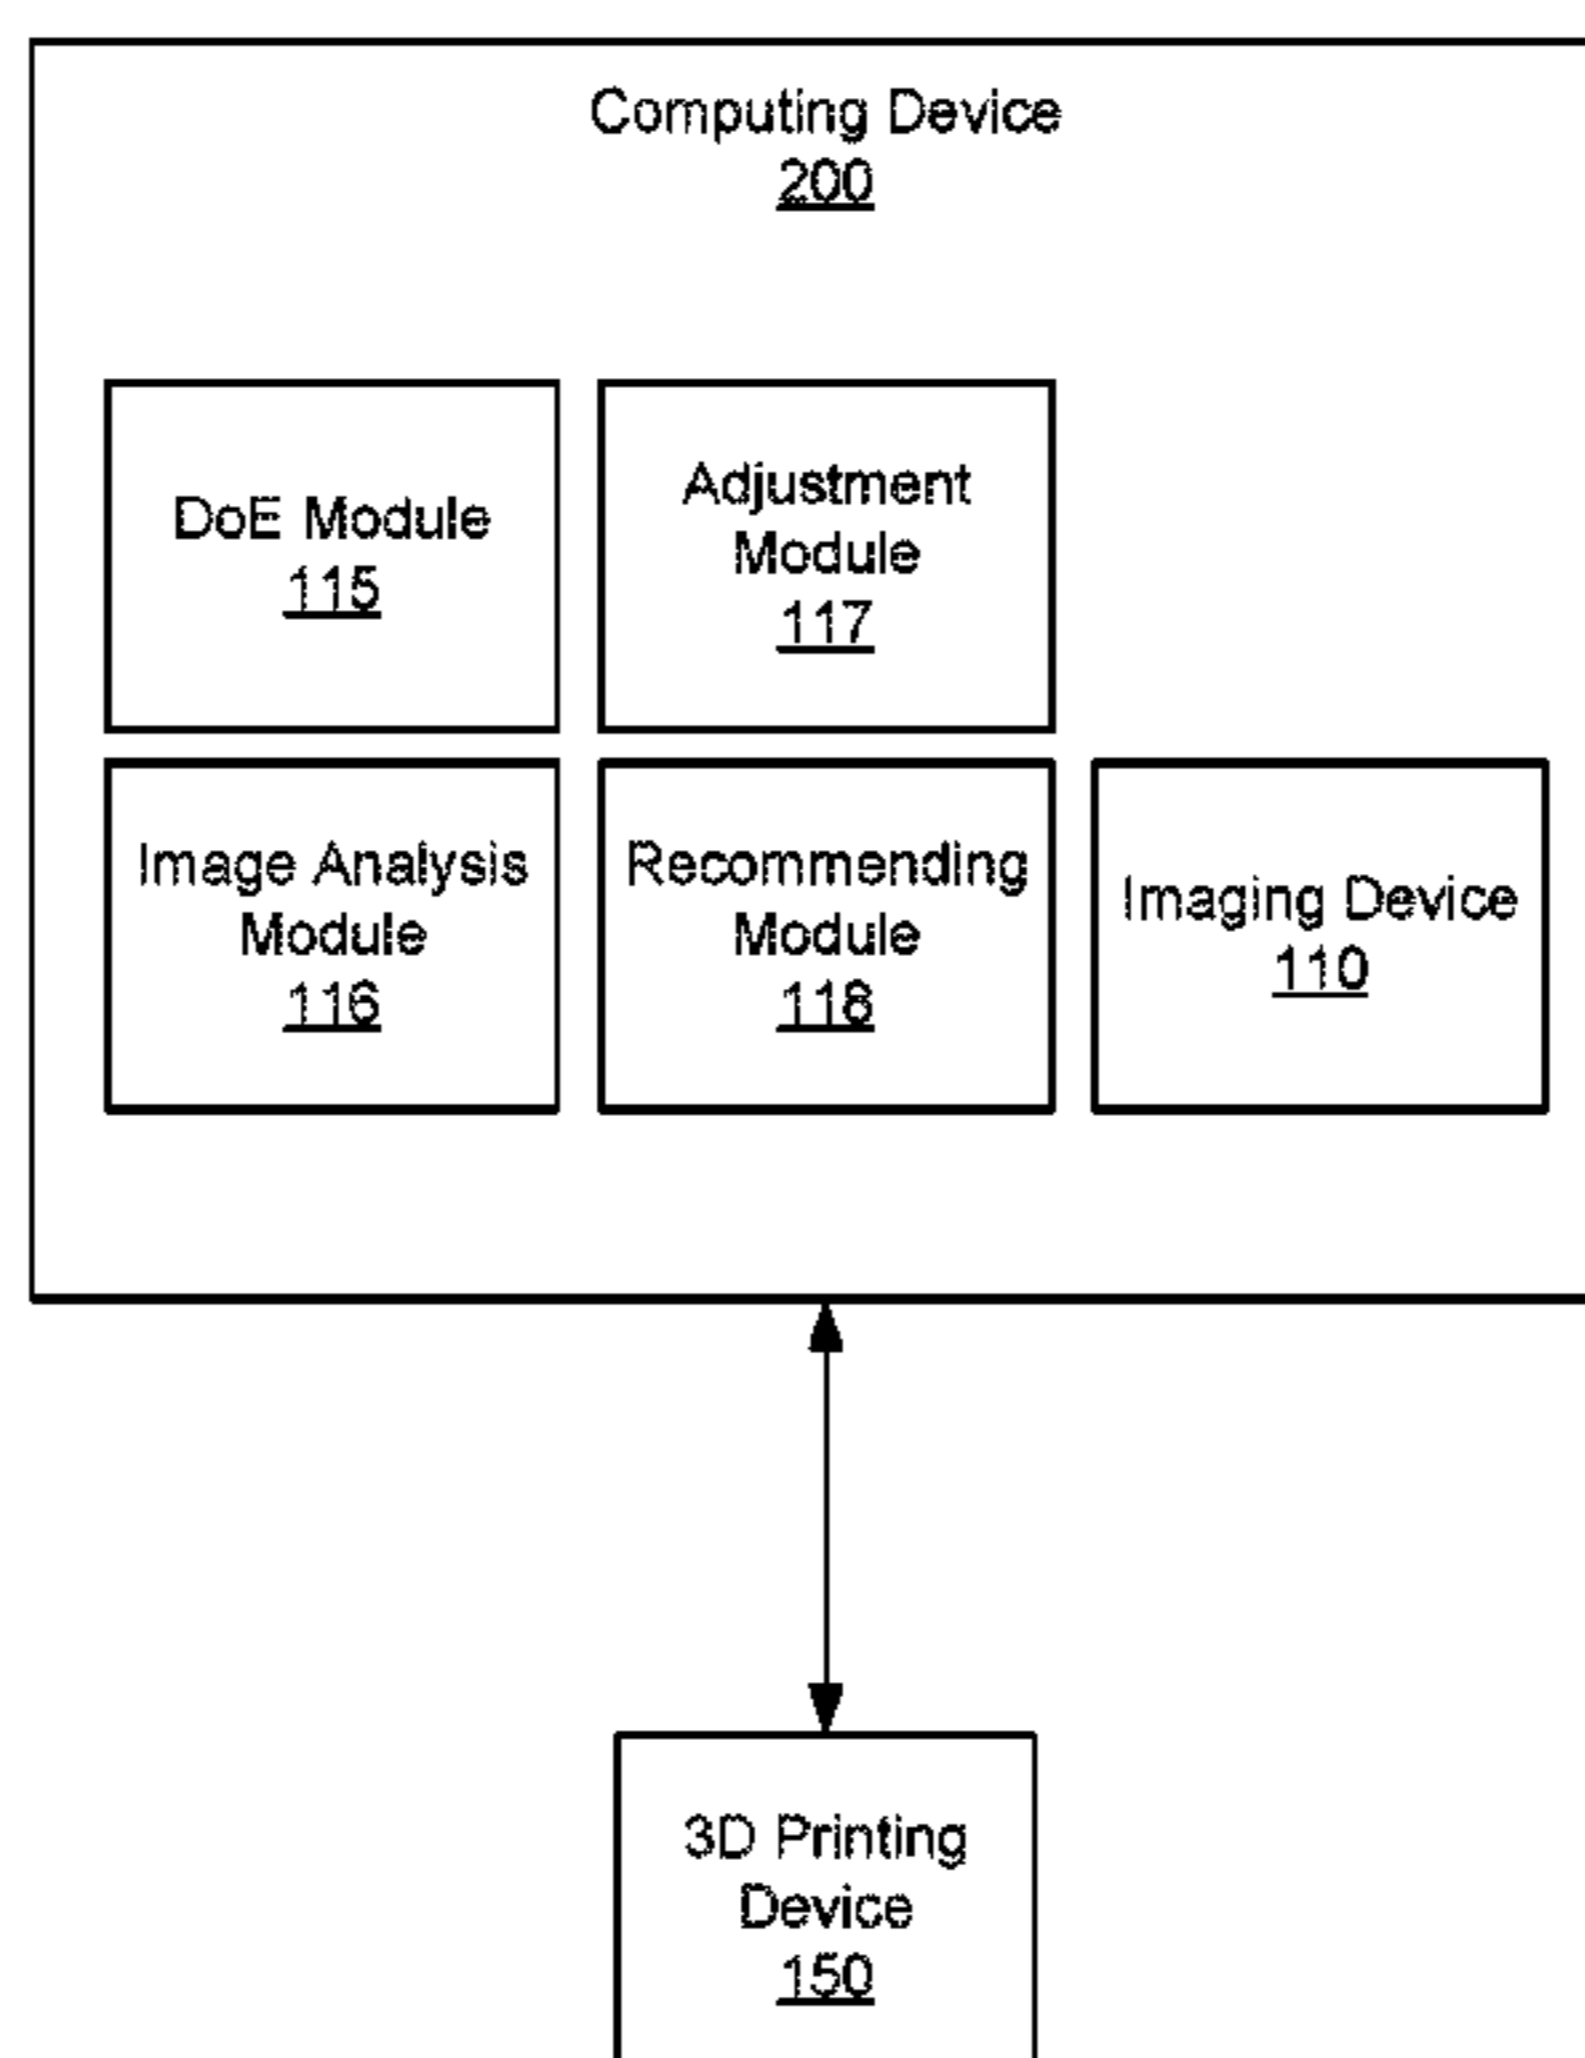 Computing Device
200
DoE Module
115
Adjustment
Module
117
Image Analysis
Module
116
Recommending
Module
118
Imaging Device
110
3D Printing
Device
150